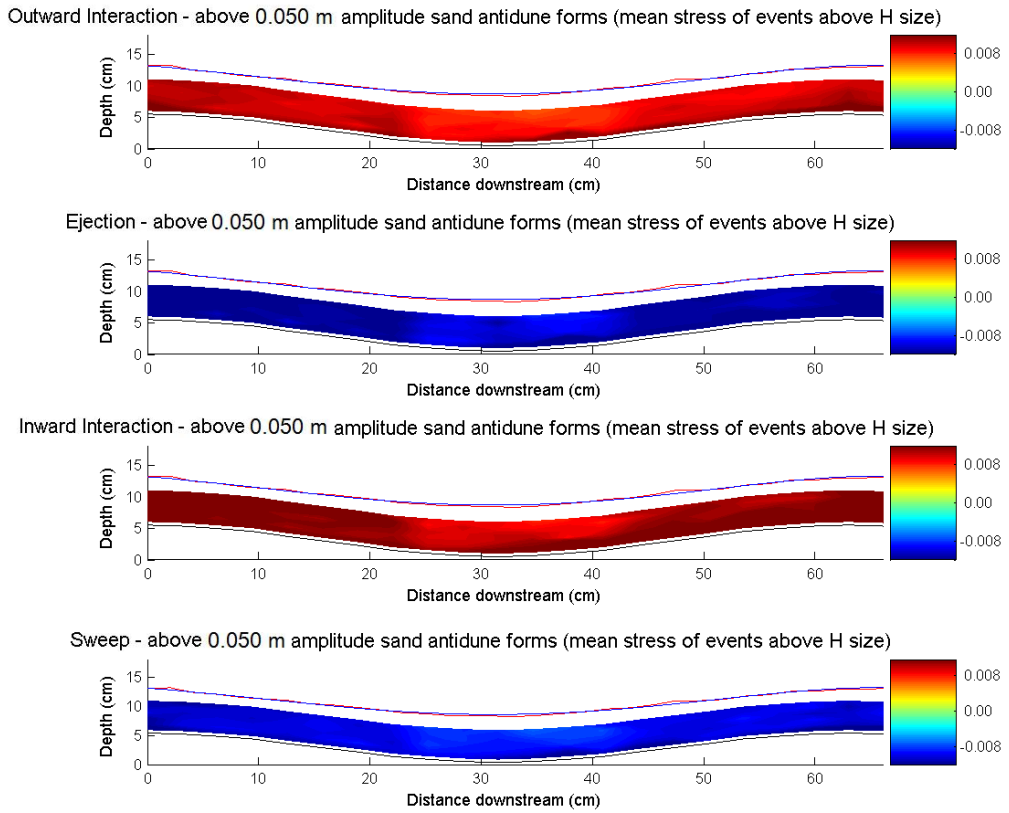 Outward Interaction - above 0.050 m amplitude sand antidune forms (mean stress of events above H size)
15
10
5
0
Depth (cm)
0 10 20 30 40 50 60
Distance downstream (cm)
0.008
0.00
-0.008
Ejection - above 0.050 m amplitude sand antidune forms (mean stress of events above H size)
15
10
5
0
Depth (cm)
0 10 20 30 40 50 60
Distance downstream (cm)
0.008
0.00
-0.008
Inward Interaction - above 0.050 m amplitude sand antidune forms (mean stress of events above H size)
15
10
5
0
Depth (cm)
0 10 20 30 40 50 60
Distance downstream (cm)
0.008
0.00
-0.008
Sweep - above 0.050 m amplitude sand antidune forms (mean stress of events above H size)
15
10
5
0
Depth (cm)
0 10 20 30 40 50 60
Distance downstream (cm)
0.008
0.00
-0.008